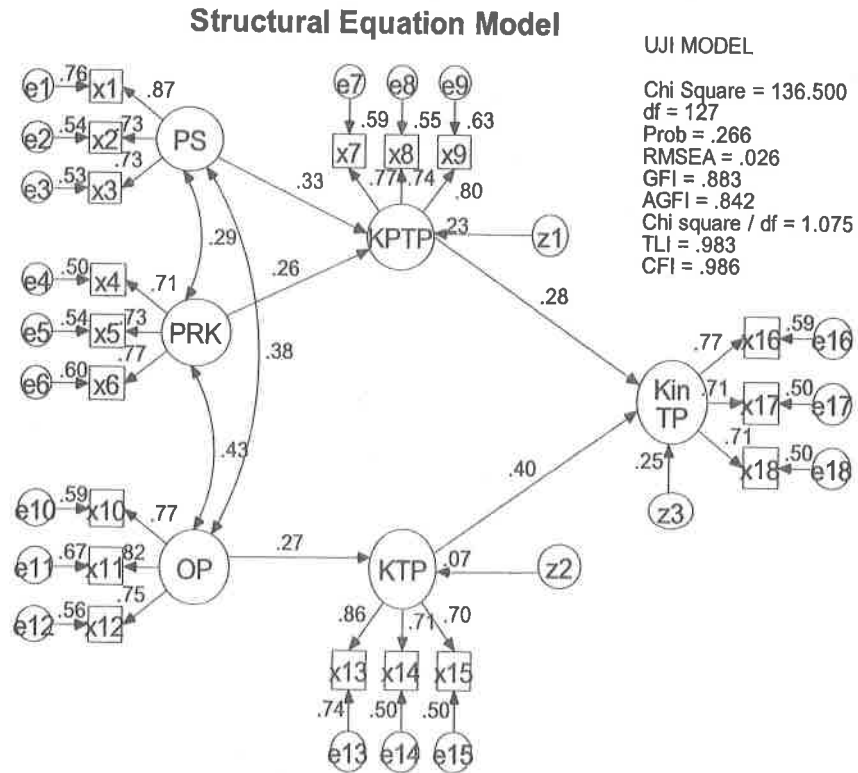 Structural Equation Model
UJI MODEL
Chi Square = 136.500
df = 127
Prob = .266
RMSEA = .026
GFI = .883
AGFI = .842
Chi square / df = 1.075
TLI = .983
CFI = .986
e1 .76 x1 .87
e2 .54 x2 .73
e3 .53 x3 .73
PS
e7 e8 e9
.59 .55 .63
x7 x8 x9
.77 .74 .80
KPTP .23 z1
.33
.29
.26
.38
.28
e4 .50 x4 .71
e5 .54 x5 .73
e6 .60 x6 .77
PRK
.43
Kin
TP
.77 x16 .59 e16
.71 x17 .50 e17
.71 x18 .50 e18
.25
z3
.40
e10 .59 x10 .77
e11 .67 x11 .82
e12 .56 x12 .75
OP
.27
KTP .07 z2
.86 .71 .70
x13 x14 x15
.74 .50 .50
e13 e14 e15